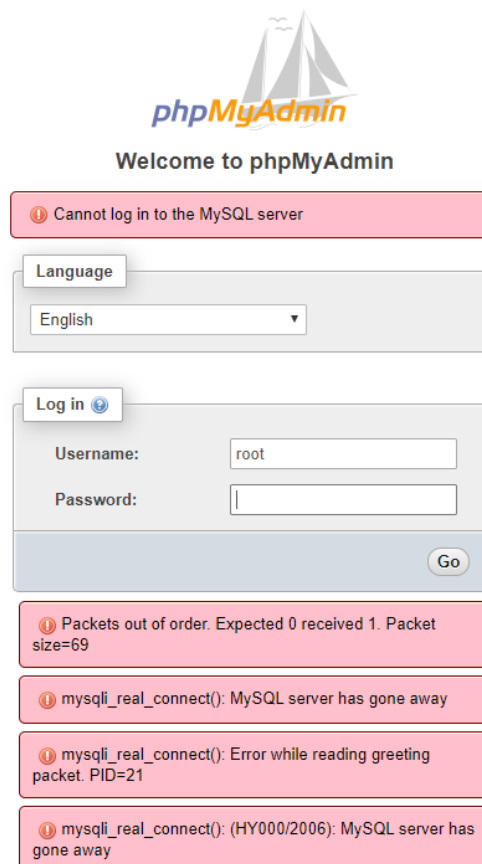 phpMyAdmin
Welcome to phpMyAdmin
Cannot log in to the MySQL server
Language
English
Log in
Username:
root
Password:
Go
Packets out of order. Expected 0 received 1. Packet
size=69
mysqli_real_connect(): MySQL server has gone away
mysqli_real_connect(): Error while reading greeting
packet. PID=21
mysqli_real_connect(): (HY000/2006): MySQL server has
gone away